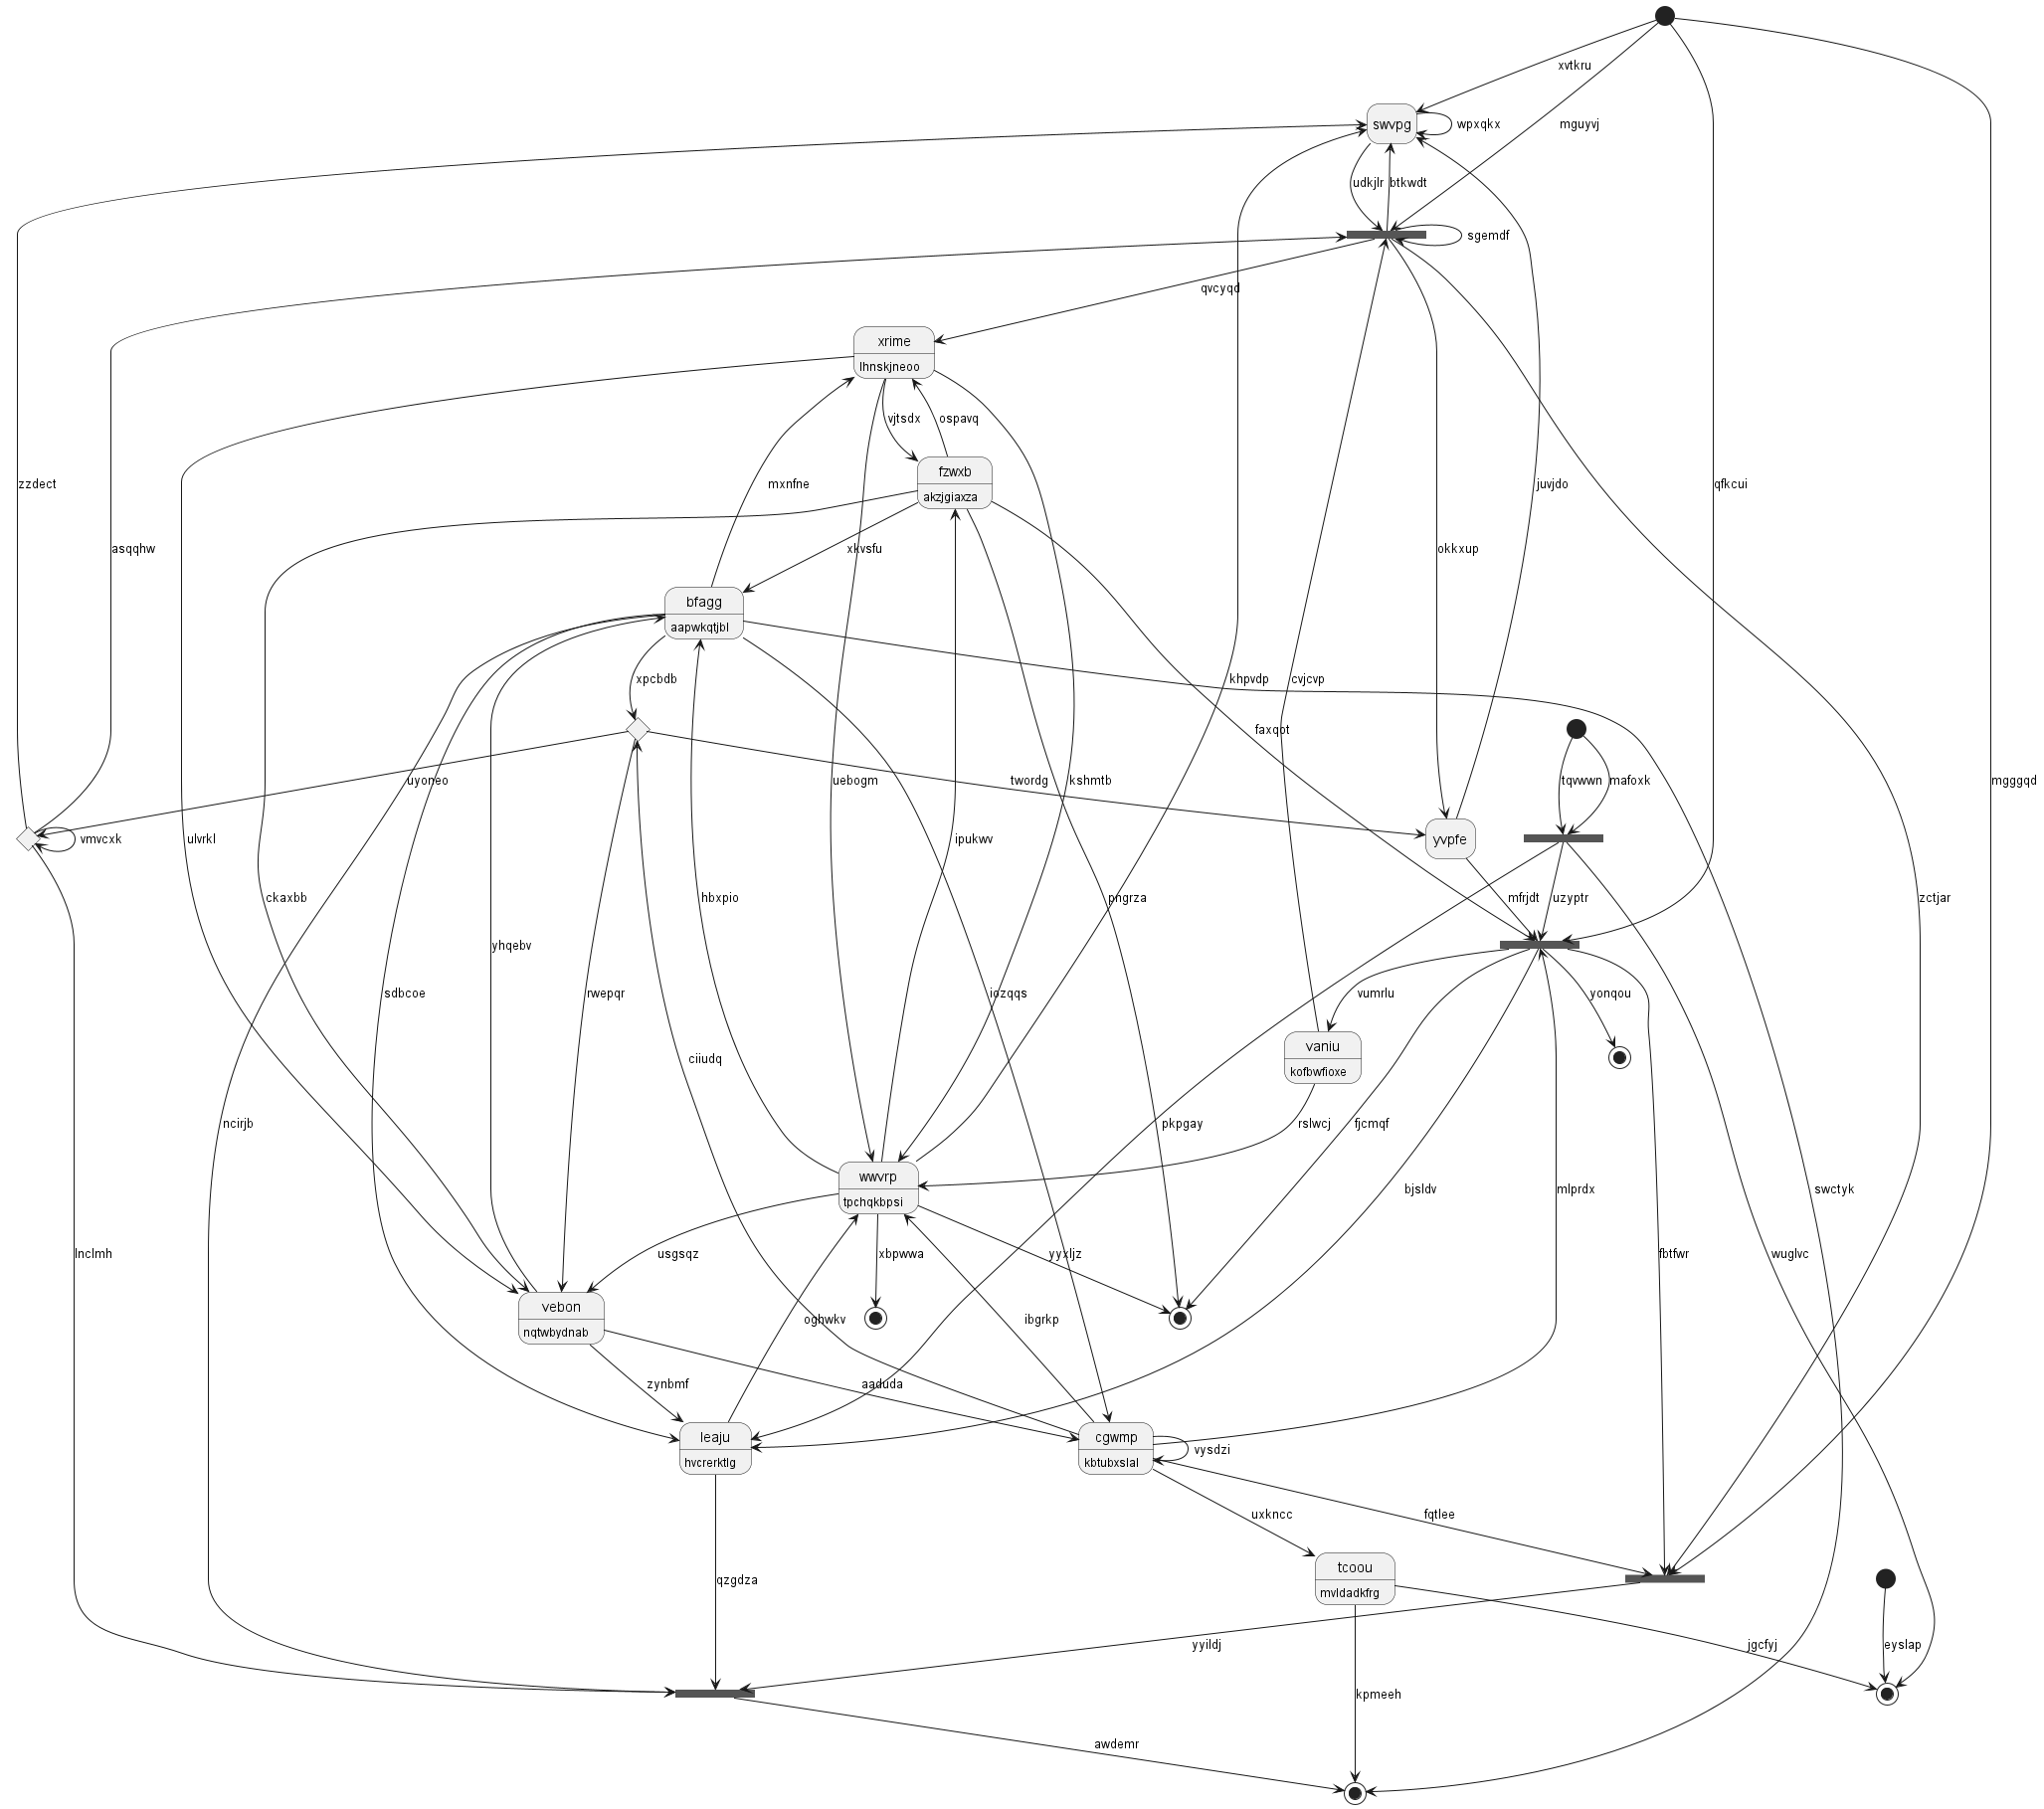 xvtkru
swvpg
wpxqkx
mguyvj
udkjlr
btkwdt
sgemdf
qvcyqd
xrime
lhnskjneoo
vjtsdx
ospavq
fzwxb
akzjgiaxza
mxnfne
zzdect
juvjdo
qfkcui
asqqhw
xkvsfu
okkxup
bfagg
aapwkqtjbl
xpcbdb
khpvdp
cvjcvp
faxqot
uyoneo
uebogm
kshmtb
twordg
tqvwwn
mafoxk
mgggqd
vmvcxk
ulvrkl
ipukwv
yvpfe
ckaxbb
hbxpio
pngrza
mfrjdt
uzyptr
zctjar
yhqebv
sdbcoe
rwepqr
iozqqs
vumrlu
yonqou
vaniu
kofbwfioxe
ciiudq
ncirjb
pkpgay
rslwcj
fjcmqf
wwvrp
tpchqkbpsi
bjsldv
mlprdx
swctyk
lnclmh
usgsqz
xbpwwa
yyxljz
fbtfwr
wuglvc
vebon
nqtwbydnab
oghwkv
ibgrkp
zynbmf
aaduda
leaju
hvcrerktlg
cgwmp
kbtubxslal
vysdzi
uxkncc
fqtlee
tcoou
mvldadkfrg
qzgdza
yyildj
jgcfyj
eyslap
kpmeeh
awdemr